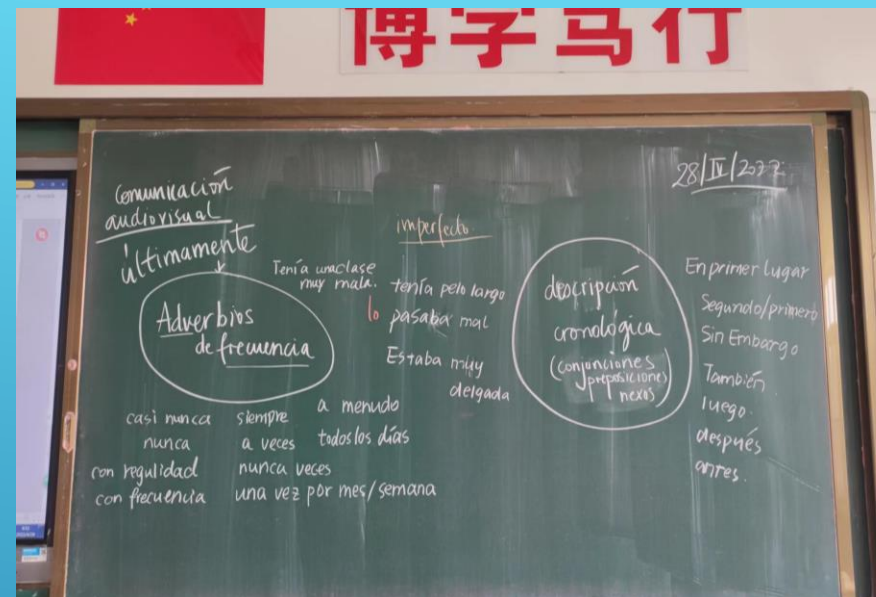 博学笃行
28/IV/2022
Comunicación
audiovisual
últimamente
Adverbios
de frecuencia
casi nunca siempre a menudo
nunca a veces todos los días
con regulidad nunca veces
con frecuencia una vez por mes/semana
imperfecto
Tenía una clase
muy mala.
tenía pelo largo
lo pasaba mal
Estaba muy
delgada
descripción
cronológica
(conjonciones
preposiciones
nexos)
En primer lugar
Segundo/primero
Sin Embargo
También
luego.
después
antes.